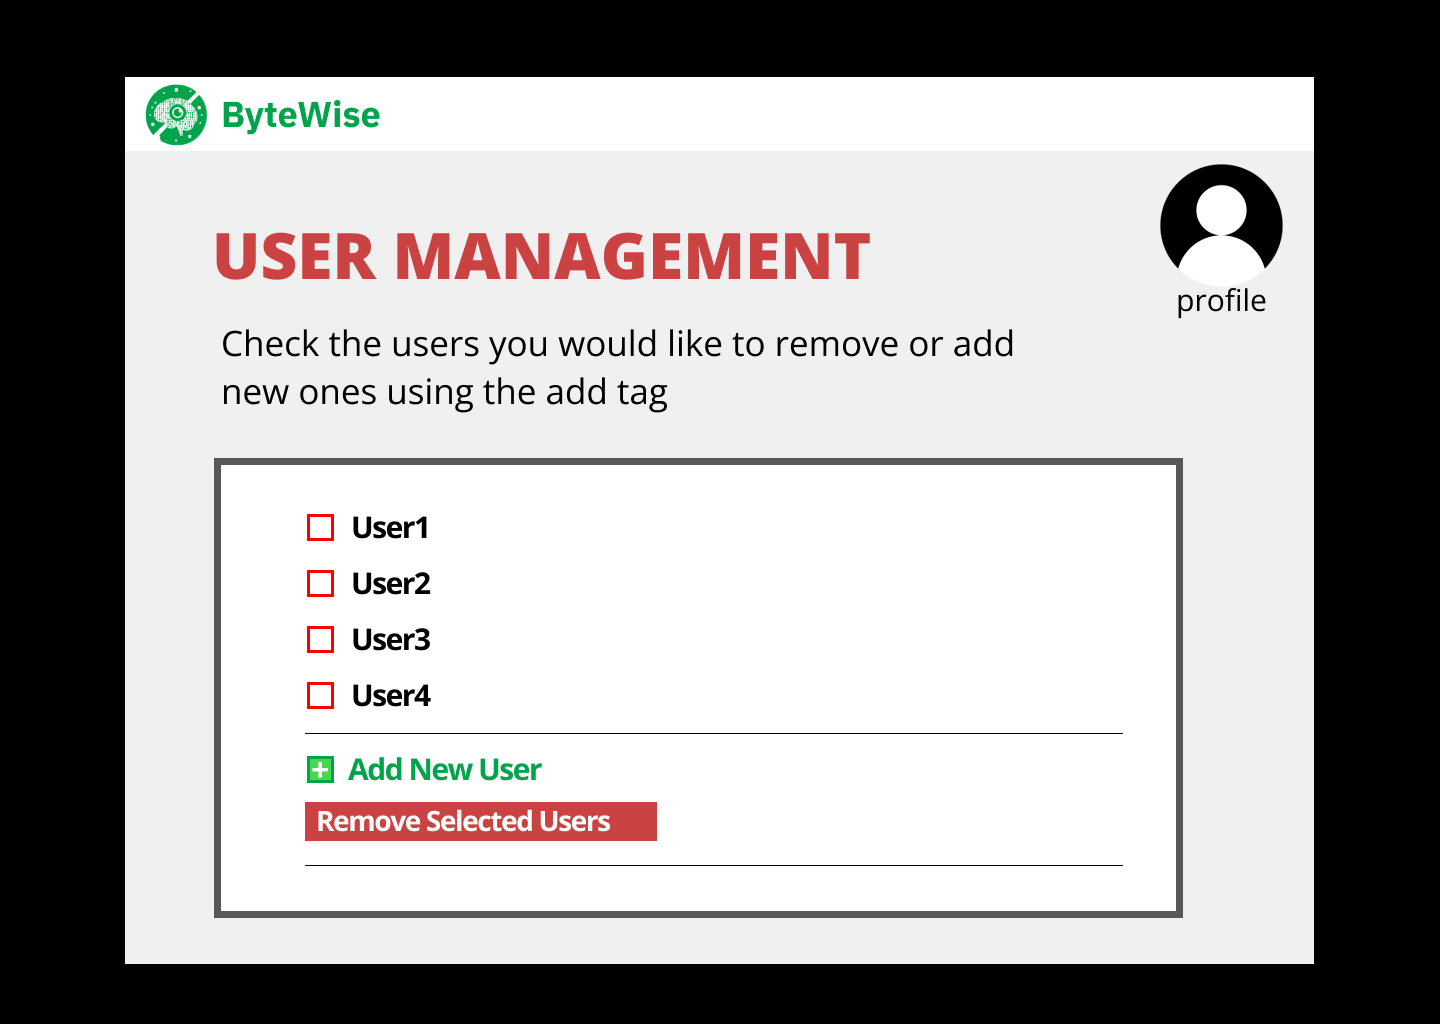 ByteWise
profile
USER MANAGEMENT
Check the users you would like to remove or add
new ones using the add tag
User1
User2
User3
User4
Add New User
Remove Selected Users